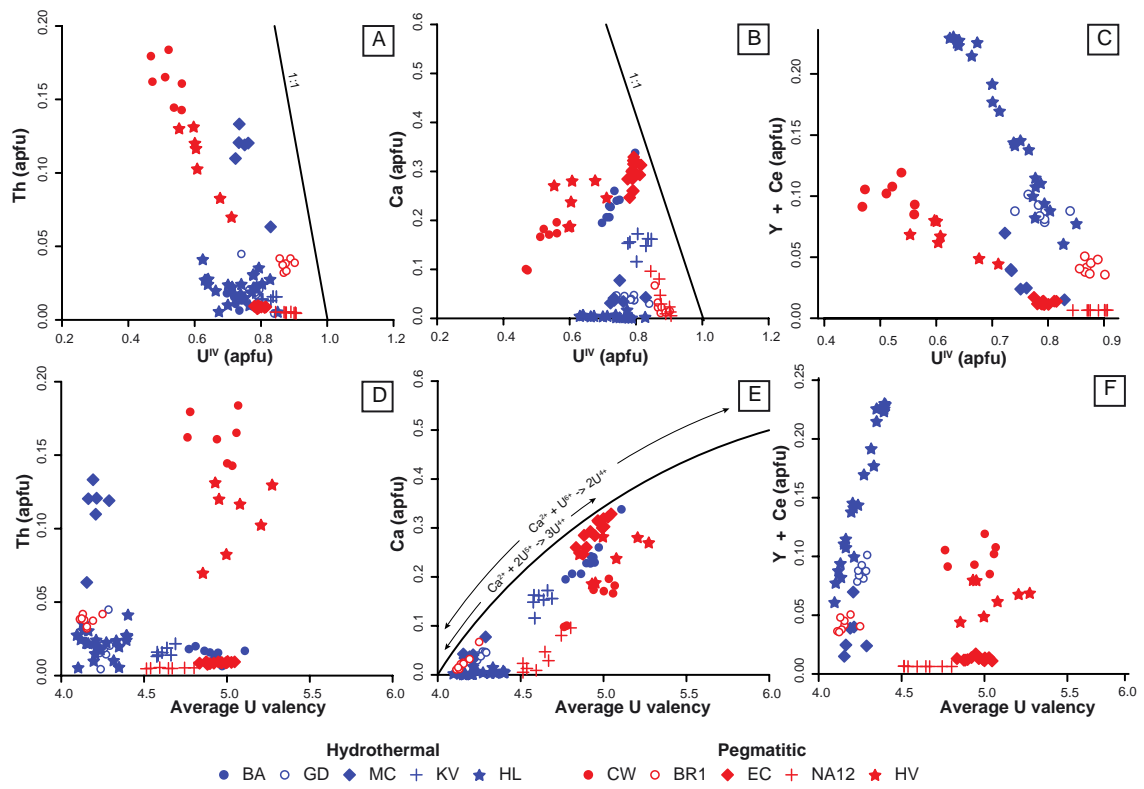 A
Th (apfu)
0.00 0.05 0.10 0.15 0.20
1:1
0.2 0.4 0.6 0.8 1.0 1.2
U^IV (apfu)
B
Ca (apfu)
0.0 0.1 0.2 0.3 0.4 0.5 0.6
1:1
0.2 0.4 0.6 0.8 1.0 1.2
U^IV (apfu)
C
Y + Ce (apfu)
0.00 0.05 0.10 0.15 0.20
0.4 0.5 0.6 0.7 0.8 0.9
U^IV (apfu)
D
Th (apfu)
0.00 0.05 0.10 0.15 0.20
4.0 4.5 5.0 5.5 6.0
Average U valency
E
Ca (apfu)
0.0 0.1 0.2 0.3 0.4 0.5 0.6
Ca²⁺ + U⁶⁺ -> 2U⁴⁺
Ca²⁺ + 2U⁵⁺ -> 3U⁴⁺
4.0 4.5 5.0 5.5 6.0
Average U valency
F
Y + Ce (apfu)
0.00 0.05 0.10 0.15 0.20 0.25
4.0 4.5 5.0 5.5 6.0
Average U valency
Hydrothermal Pegmatitic
BA GD MC KV HL CW BR1 EC NA12 HV